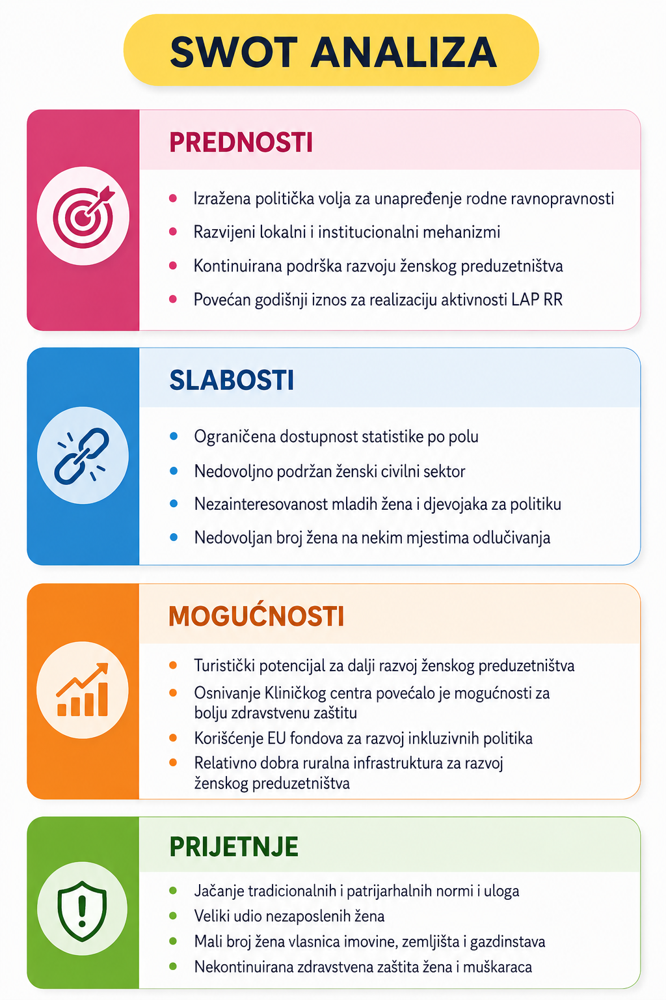 SWOT ANALIZA
PREDNOSTI
• Izražena politička volja za unapređenje rodne ravnopravnosti
• Razvijeni lokalni i institucionalni mehanizmi
• Kontinuirana podrška razvoju ženskog preduzetništva
• Povećan godišnji iznos za realizaciju aktivnosti LAP RR
SLABOSTI
• Ograničena dostupnost statistike po polu
• Nedovoljno podržan ženski civilni sektor
• Nezainteresovanost mladih žena i djevojaka za politiku
• Nedovoljan broj žena na nekim mjestima odlučivanja
MOGUĆNOSTI
• Turistički potencijal za dalji razvoj ženskog preduzetništva
• Osnivanje Kliničkog centra povećalo je mogućnosti za
bolju zdravstvenu zaštitu
• Korišćenje EU fondova za razvoj inkluzivnih politika
• Relativno dobra ruralna infrastruktura za razvoj
ženskog preduzetništva
PRIJETNJE
• Jačanje tradicionalnih i patrijarhalnih normi i uloga
• Veliki udio nezaposlenih žena
• Mali broj žena vlasnica imovine, zemljišta i gazdinstava
• Nekontinuirana zdravstvena zaštita žena i muškaraca